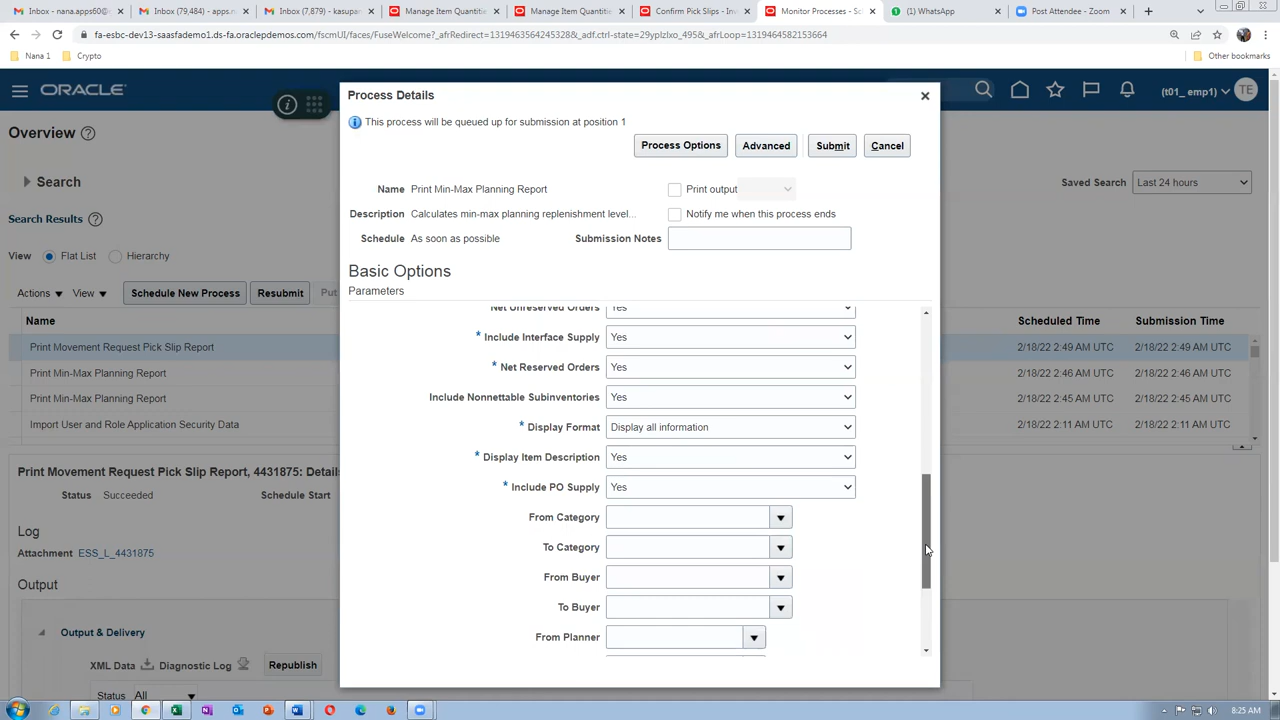 Inbox - nana.apps60@
Inbox (79,484) - apps.n
Inbox (7,879) - kasupan
Manage Item Quantitie
Manage Item Quantitie
Confirm Pick Slips - Inve
Monitor Processes - Sch
(1) WhatsApp
Post Attendee - Zoom
fa-esbc-dev13-saasfademo1.ds-fa.oraclepdemos.com/fscmUI/faces/FuseWelcome?_afrRedirect=1319463564245328&_adf.ctrl-state=29yplzlxo_495&_afrLoop=1319464582153664
Nana 1
Crypto
Other bookmarks
ORACLE
(t01_ emp1)
TE
Overview
Search
Saved Search
Last 24 hours
Search Results
View
Flat List
Hierarchy
Actions
View
Schedule New Process
Resubmit
Put
Name
Scheduled Time
Submission Time
Print Movement Request Pick Slip Report
2/18/22 2:49 AM UTC
2/18/22 2:49 AM UTC
Print Min-Max Planning Report
2/18/22 2:46 AM UTC
2/18/22 2:46 AM UTC
Print Min-Max Planning Report
2/18/22 2:45 AM UTC
2/18/22 2:45 AM UTC
Import User and Role Application Security Data
2/18/22 2:11 AM UTC
2/18/22 2:11 AM UTC
Print Movement Request Pick Slip Report, 4431875: Details
Status Succeeded
Schedule Start
Log
Attachment ESS_L_4431875
Output
Output & Delivery
XML Data
Diagnostic Log
Republish
Status All
Process Details
This process will be queued up for submission at position 1
Process Options
Advanced
Submit
Cancel
Name Print Min-Max Planning Report
Print output
Description Calculates min-max planning replenishment level...
Notify me when this process ends
Schedule As soon as possible
Submission Notes
Basic Options
Parameters
Net Unreserved Orders Yes
* Include Interface Supply Yes
* Net Reserved Orders Yes
Include Nonnettable Subinventories Yes
* Display Format Display all information
* Display Item Description Yes
* Include PO Supply Yes
From Category
To Category
From Buyer
To Buyer
From Planner
8:25 AM